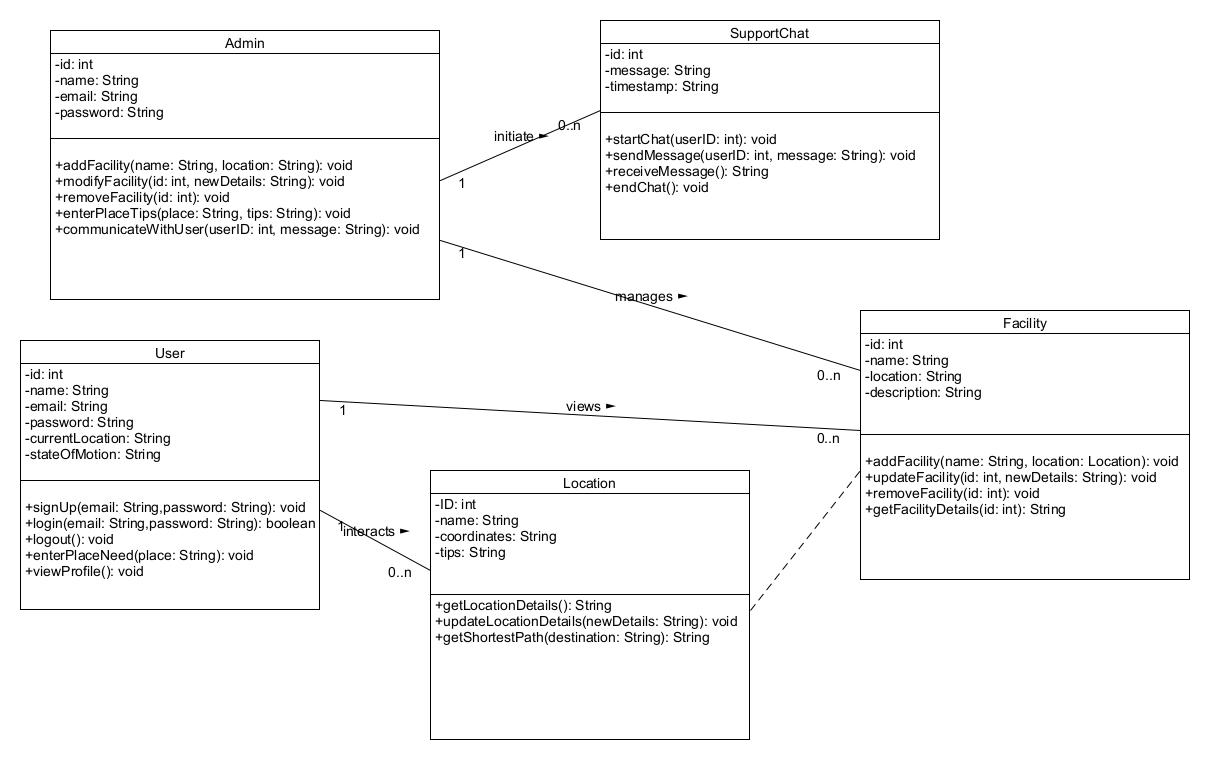 Admin
-id: int
-name: String
-email: String
-password: String
+addFacility(name: String, location: String): void
+modifyFacility(id: int, newDetails: String): void
+removeFacility(id: int): void
+enterPlaceTips(place: String, tips: String): void
+communicateWithUser(userID: int, message: String): void
SupportChat
-id: int
-message: String
-timestamp: String
+startChat(userID: int): void
+sendMessage(userID: int, message: String): void
+receiveMessage(): String
+endChat(): void
initiate ►
0..n
1
1
manages ►
0..n
Facility
-id: int
-name: String
-location: String
-description: String
+addFacility(name: String, location: Location): void
+updateFacility(id: int, newDetails: String): void
+removeFacility(id: int): void
+getFacilityDetails(id: int): String
User
-id: int
-name: String
-email: String
-password: String
-currentLocation: String
-stateOfMotion: String
+signUp(email: String,password: String): void
+login(email: String,password: String): boolean
+logout(): void
+enterPlaceNeed(place: String): void
+viewProfile(): void
1
views ►
0..n
1
interacts ►
0..n
Location
-ID: int
-name: String
-coordinates: String
-tips: String
+getLocationDetails(): String
+updateLocationDetails(newDetails: String): void
+getShortestPath(destination: String): String